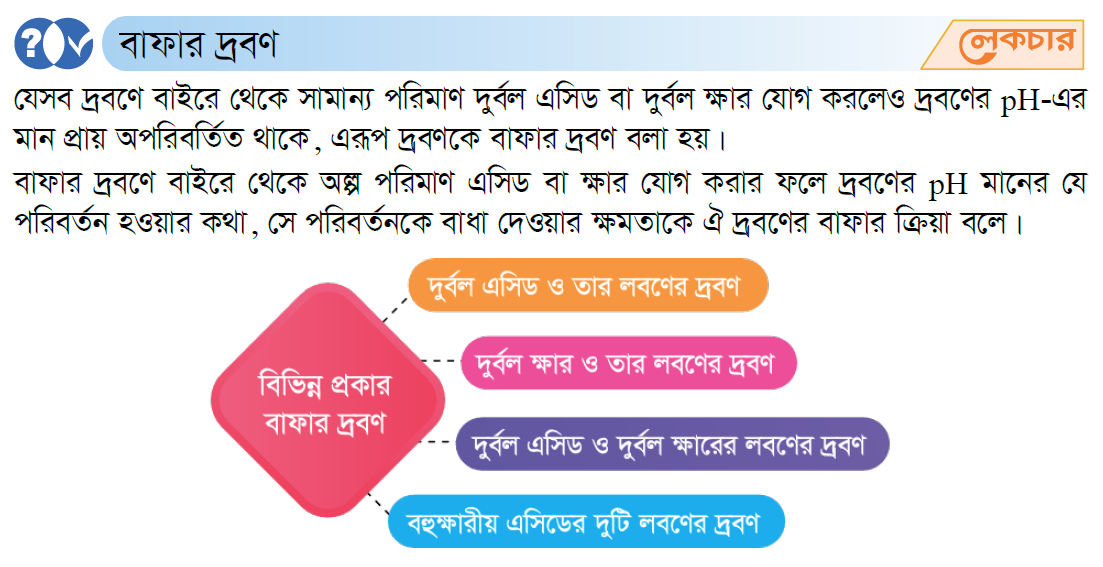 বাফার দ্রবণ
লেকচার
যেসব দ্রবণে বাইরে থেকে সামান্য পরিমাণ দুর্বল এসিড বা দুর্বল ক্ষার যোগ করলেও দ্রবণের pH-এর
মান প্রায় অপরিবর্তিত থাকে, এরূপ দ্রবণকে বাফার দ্রবণ বলা হয়।
বাফার দ্রবণে বাইরে থেকে অল্প পরিমাণ এসিড বা ক্ষার যোগ করার ফলে দ্রবণের pH মানের যে
পরিবর্তন হওয়ার কথা, সে পরিবর্তনকে বাধা দেওয়ার ক্ষমতাকে ঐ দ্রবণের বাফার ক্রিয়া বলে।
বিভিন্ন প্রকার
বাফার দ্রবণ
দুর্বল এসিড ও তার লবণের দ্রবণ
দুর্বল ক্ষার ও তার লবণের দ্রবণ
দুর্বল এসিড ও দুর্বল ক্ষারের লবণের দ্রবণ
বহুক্ষারীয় এসিডের দুটি লবণের দ্রবণ